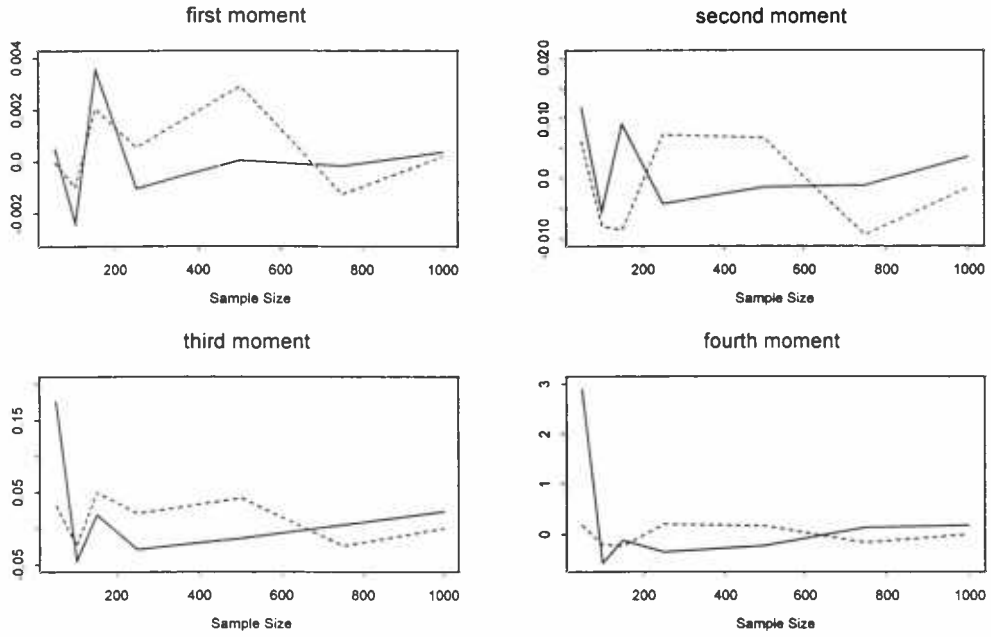 first moment
0.004
0.002
0.0
-0.002
200 400 600 800 1000
Sample Size
second moment
0.020
0.010
0.0
-0.010
200 400 600 800 1000
Sample Size
third moment
0.15
0.05
-0.05
200 400 600 800 1000
Sample Size
fourth moment
3
2
1
0
200 400 600 800 1000
Sample Size